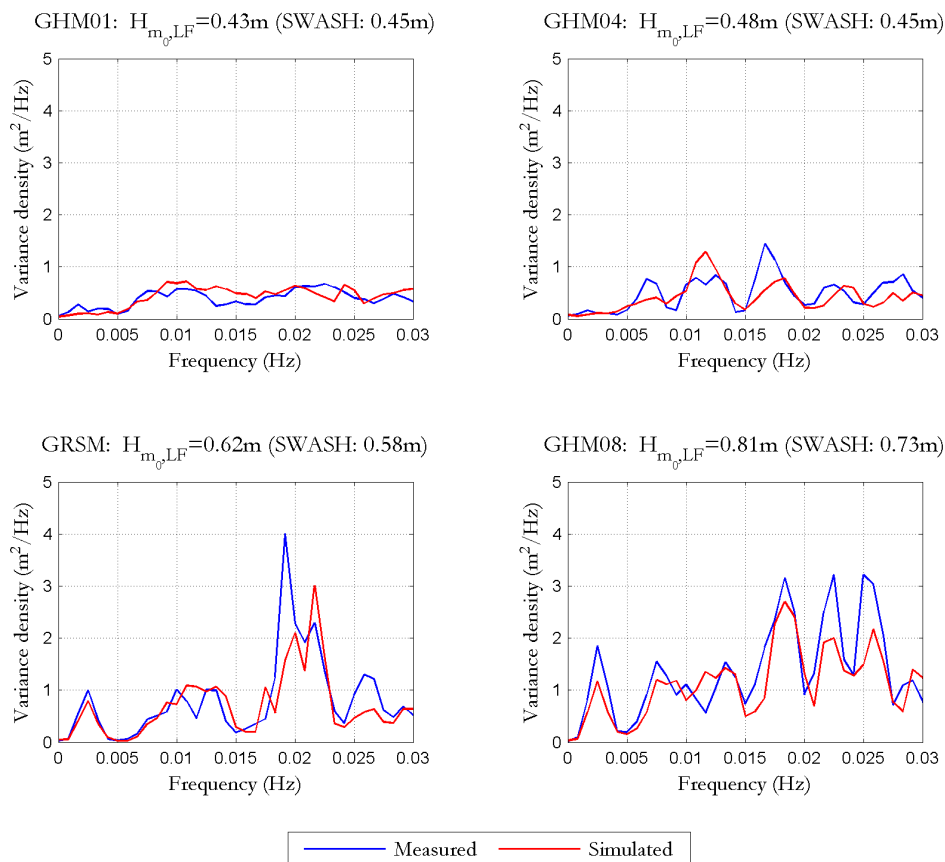 GHM01: H_m₀,LF=0.43m (SWASH: 0.45m)
5
4
3
2
1
0
Variance density (m²/Hz)
0 0.005 0.01 0.015 0.02 0.025 0.03
Frequency (Hz)
GHM04: H_m₀,LF=0.48m (SWASH: 0.45m)
5
4
3
2
1
0
Variance density (m²/Hz)
0 0.005 0.01 0.015 0.02 0.025 0.03
Frequency (Hz)
GRSM: H_m₀,LF=0.62m (SWASH: 0.58m)
5
4
3
2
1
0
Variance density (m²/Hz)
0 0.005 0.01 0.015 0.02 0.025 0.03
Frequency (Hz)
GHM08: H_m₀,LF=0.81m (SWASH: 0.73m)
5
4
3
2
1
0
Variance density (m²/Hz)
0 0.005 0.01 0.015 0.02 0.025 0.03
Frequency (Hz)
Measured Simulated